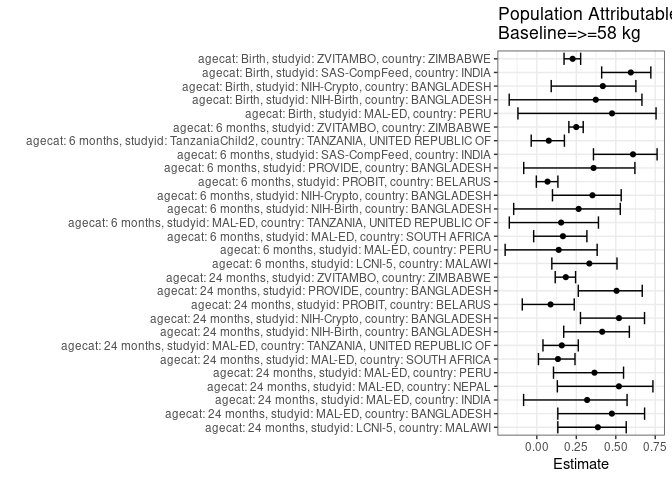 Population Attributable
Baseline=>=58 kg
agecat: Birth, studyid: ZVITAMBO, country: ZIMBABWE
agecat: Birth, studyid: SAS-CompFeed, country: INDIA
agecat: Birth, studyid: NIH-Crypto, country: BANGLADESH
agecat: Birth, studyid: NIH-Birth, country: BANGLADESH
agecat: Birth, studyid: MAL-ED, country: PERU
agecat: 6 months, studyid: ZVITAMBO, country: ZIMBABWE
agecat: 6 months, studyid: TanzaniaChild2, country: TANZANIA, UNITED REPUBLIC OF
agecat: 6 months, studyid: SAS-CompFeed, country: INDIA
agecat: 6 months, studyid: PROVIDE, country: BANGLADESH
agecat: 6 months, studyid: PROBIT, country: BELARUS
agecat: 6 months, studyid: NIH-Crypto, country: BANGLADESH
agecat: 6 months, studyid: NIH-Birth, country: BANGLADESH
agecat: 6 months, studyid: MAL-ED, country: TANZANIA, UNITED REPUBLIC OF
agecat: 6 months, studyid: MAL-ED, country: SOUTH AFRICA
agecat: 6 months, studyid: MAL-ED, country: PERU
agecat: 6 months, studyid: LCNI-5, country: MALAWI
agecat: 24 months, studyid: ZVITAMBO, country: ZIMBABWE
agecat: 24 months, studyid: PROVIDE, country: BANGLADESH
agecat: 24 months, studyid: PROBIT, country: BELARUS
agecat: 24 months, studyid: NIH-Crypto, country: BANGLADESH
agecat: 24 months, studyid: NIH-Birth, country: BANGLADESH
agecat: 24 months, studyid: MAL-ED, country: TANZANIA, UNITED REPUBLIC OF
agecat: 24 months, studyid: MAL-ED, country: SOUTH AFRICA
agecat: 24 months, studyid: MAL-ED, country: PERU
agecat: 24 months, studyid: MAL-ED, country: NEPAL
agecat: 24 months, studyid: MAL-ED, country: INDIA
agecat: 24 months, studyid: MAL-ED, country: BANGLADESH
agecat: 24 months, studyid: LCNI-5, country: MALAWI
0.00 0.25 0.50 0.75
Estimate